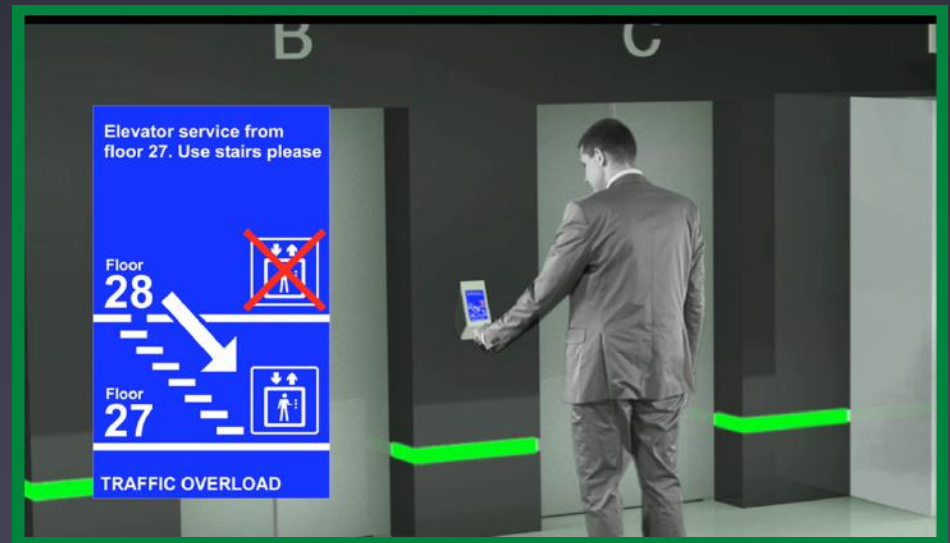 B
C
Elevator service from
floor 27. Use stairs please
Floor
28
Floor
27
TRAFFIC OVERLOAD